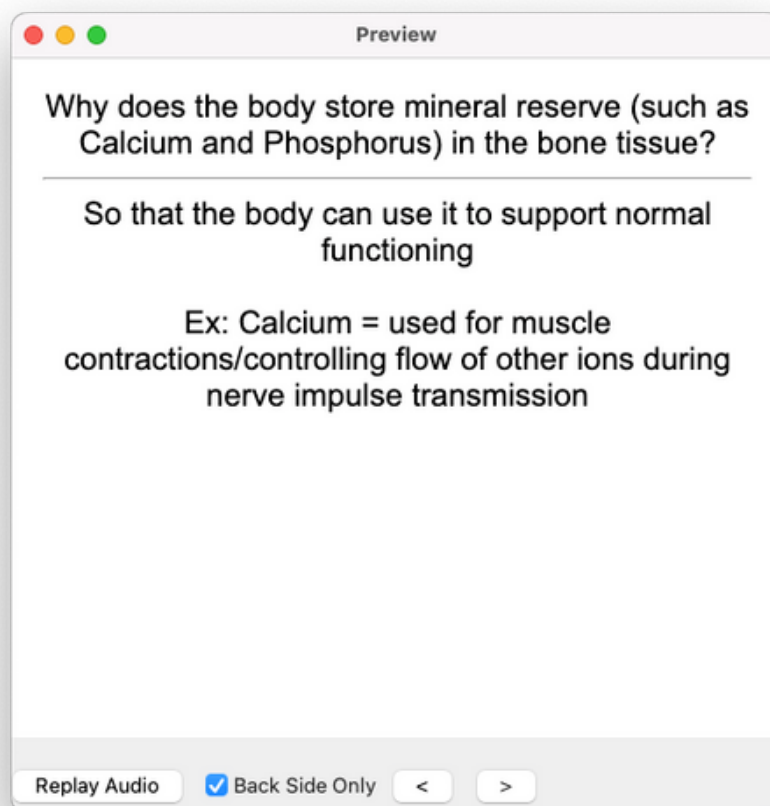 Preview
Why does the body store mineral reserve (such as
Calcium and Phosphorus) in the bone tissue?
So that the body can use it to support normal
functioning
Ex: Calcium = used for muscle
contractions/controlling flow of other ions during
nerve impulse transmission
Replay Audio Back Side Only < >